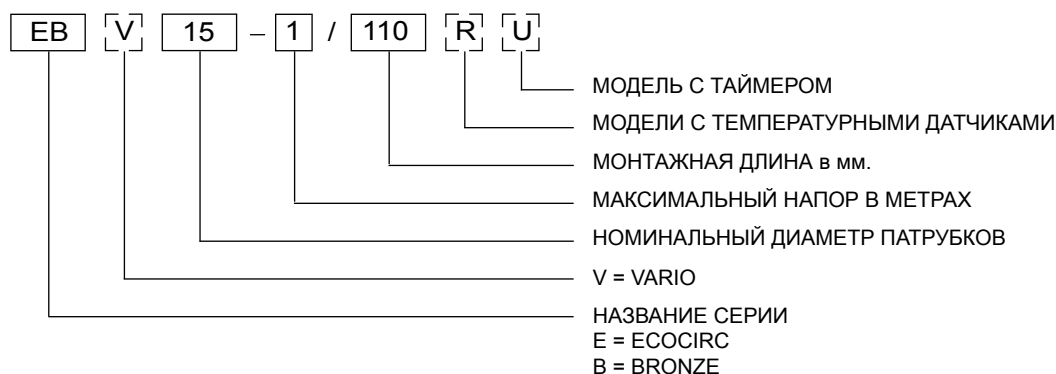 EB V 15 – 1 / 110 R U
МОДЕЛЬ С ТАЙМЕРОМ
МОДЕЛИ С ТЕМПЕРАТУРНЫМИ ДАТЧИКАМИ
МОНТАЖНАЯ ДЛИНА в мм.
МАКСИМАЛЬНЫЙ НАПОР В МЕТРАХ
НОМИНАЛЬНЫЙ ДИАМЕТР ПАТРУБКОВ
V = VARIO
НАЗВАНИЕ СЕРИИ
E = ECOCIRC
B = BRONZE